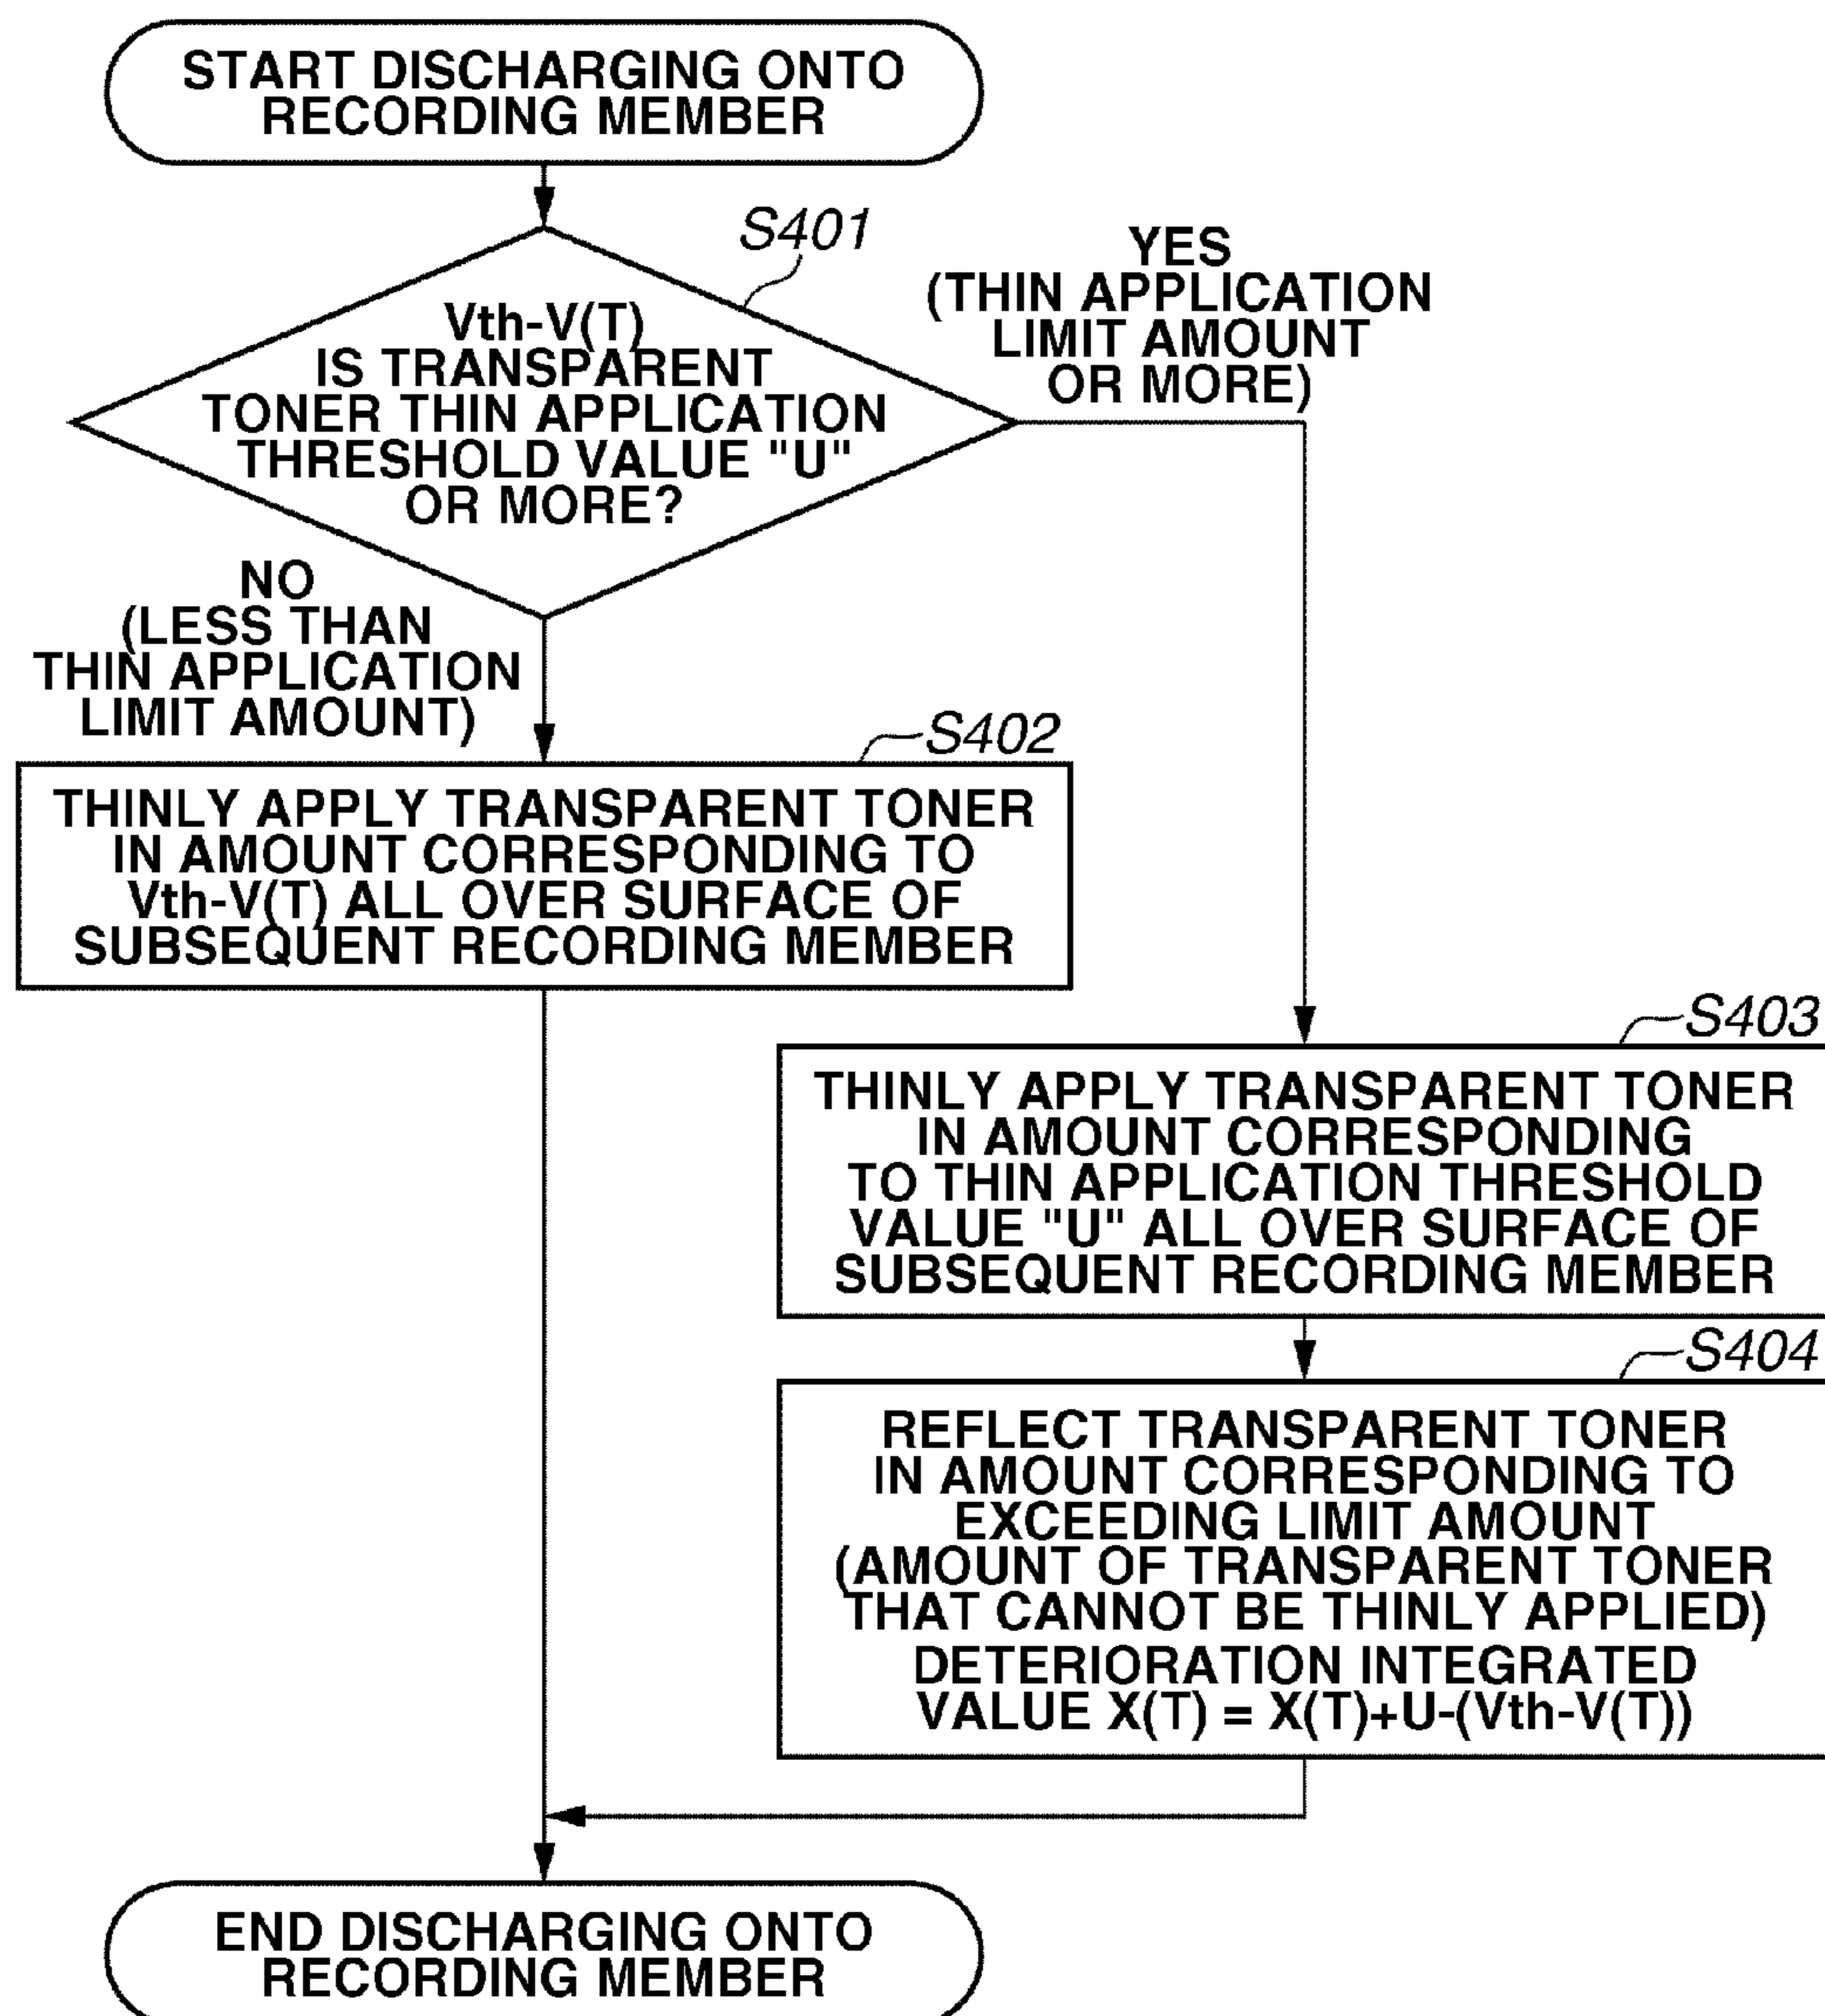 START DISCHARGING ONTO
RECORDING MEMBER
S401
Vth-V(T)
IS TRANSPARENT
TONER THIN APPLICATION
THRESHOLD VALUE "U"
OR MORE?
YES
(THIN APPLICATION
LIMIT AMOUNT
OR MORE)
NO
(LESS THAN
THIN APPLICATION
LIMIT AMOUNT)
S402
THINLY APPLY TRANSPARENT TONER
IN AMOUNT CORRESPONDING TO
Vth-V(T) ALL OVER SURFACE OF
SUBSEQUENT RECORDING MEMBER
S403
THINLY APPLY TRANSPARENT TONER
IN AMOUNT CORRESPONDING
TO THIN APPLICATION THRESHOLD
VALUE "U" ALL OVER SURFACE OF
SUBSEQUENT RECORDING MEMBER
S404
REFLECT TRANSPARENT TONER
IN AMOUNT CORRESPONDING TO
EXCEEDING LIMIT AMOUNT
(AMOUNT OF TRANSPARENT TONER
THAT CANNOT BE THINLY APPLIED)
DETERIORATION INTEGRATED
VALUE X(T) = X(T)+U-(Vth-V(T))
END DISCHARGING ONTO
RECORDING MEMBER